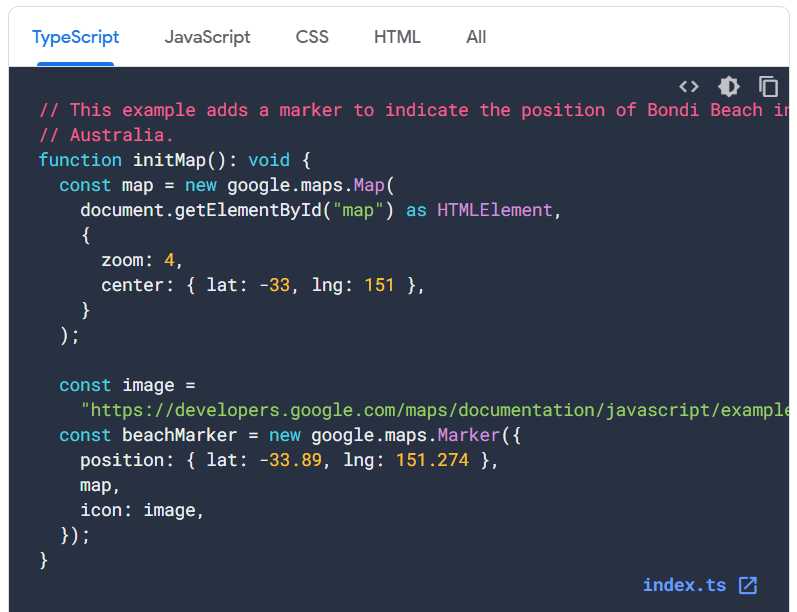 TypeScript JavaScript CSS HTML All
// This example adds a marker to indicate the position of Bondi Beach in
// Australia.
function initMap(): void {
  const map = new google.maps.Map(
    document.getElementById("map") as HTMLElement,
    {
      zoom: 4,
      center: { lat: -33, lng: 151 },
    }
  );
  const image =
    "https://developers.google.com/maps/documentation/javascript/example
  const beachMarker = new google.maps.Marker({
    position: { lat: -33.89, lng: 151.274 },
    map,
    icon: image,
  });
}
index.ts